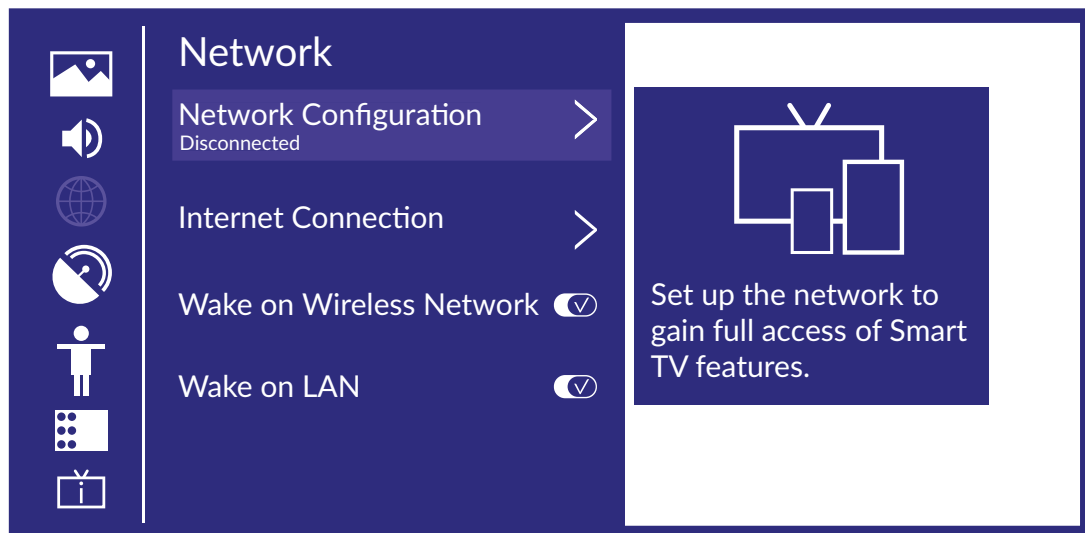 Network
Network Configuration
Disconnected
Internet Connection
Wake on Wireless Network
Wake on LAN
Set up the network to
gain full access of Smart
TV features.
i